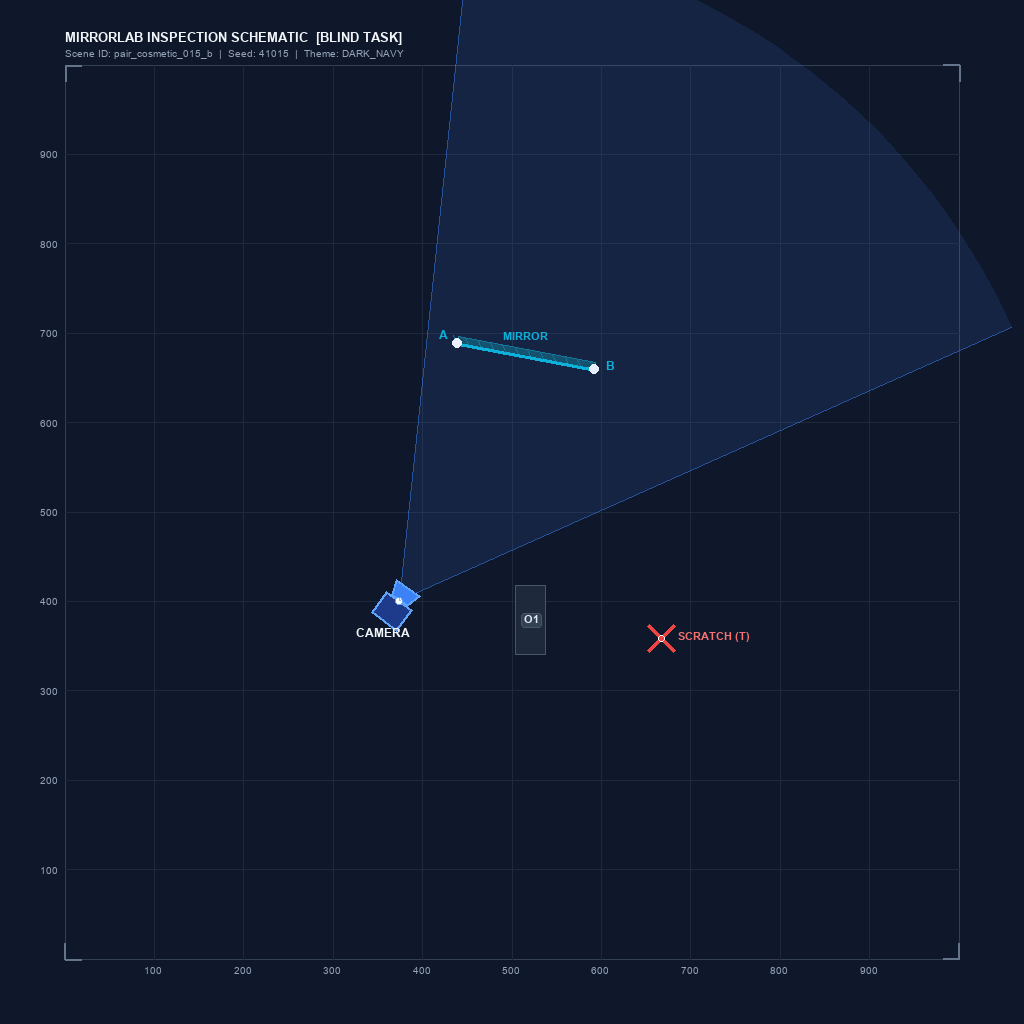 MIRRORLAB INSPECTION SCHEMATIC [BLIND TASK]
Scene ID: pair_cosmetic_015_b | Seed: 41015 | Theme: DARK_NAVY
900
800
A
MIRROR
700
B
600
500
400
O1
CAMERA
SCRATCH (T)
300
200
100
100 200 300 400 500 600 700 800 900